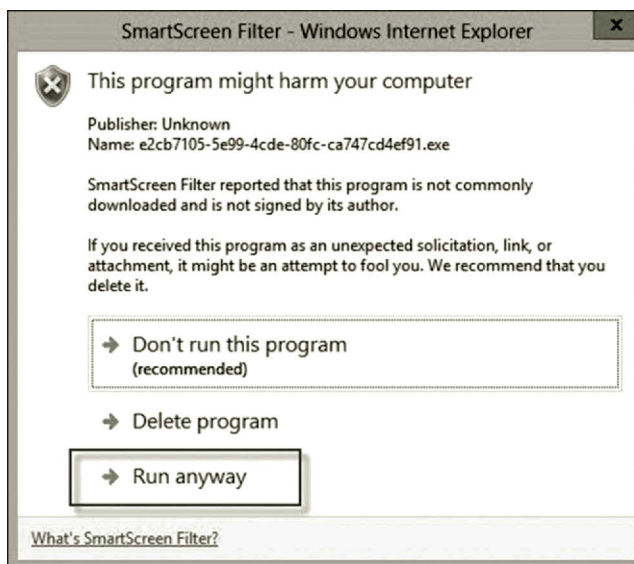 SmartScreen Filter - Windows Internet Explorer
x
This program might harm your computer
Publisher: Unknown
Name: e2cb7105-5e99-4cde-80fc-ca747cd4ef91.exe
SmartScreen Filter reported that this program is not commonly
downloaded and is not signed by its author.
If you received this program as an unexpected solicitation, link, or
attachment, it might be an attempt to fool you. We recommend that you
delete it.
Don't run this program
(recommended)
Delete program
Run anyway
What's SmartScreen Filter?